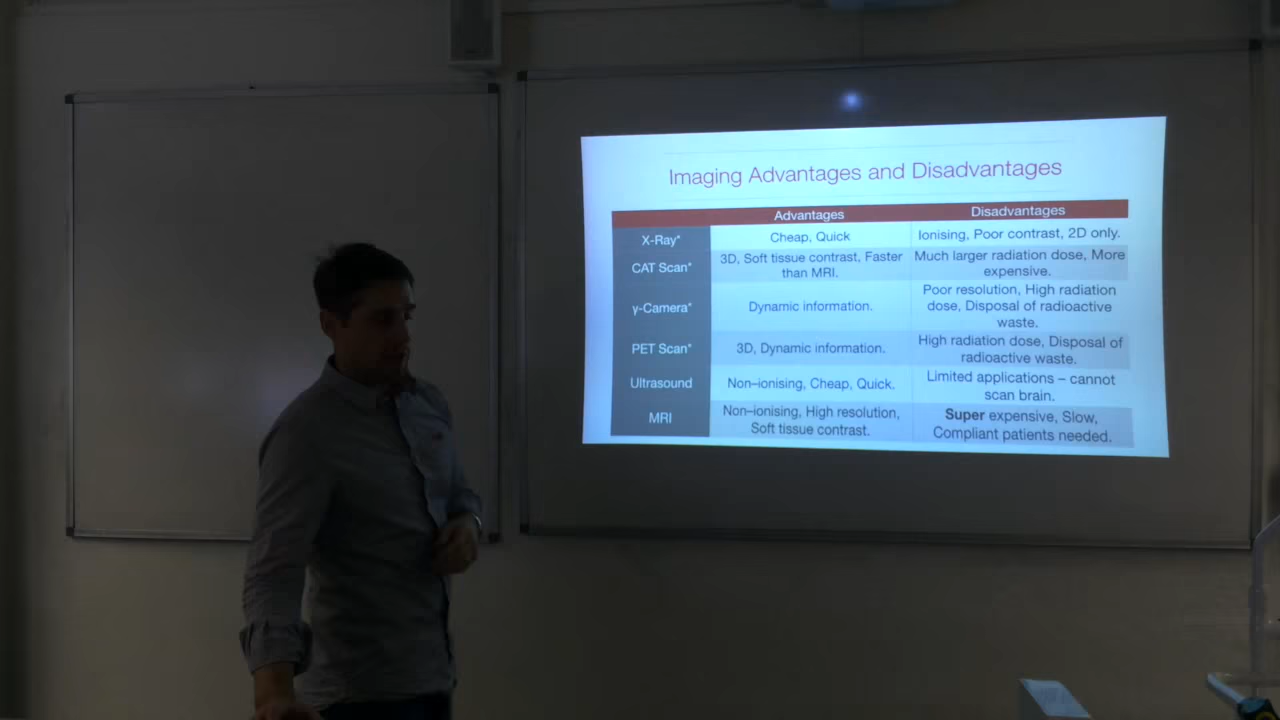 Imaging Advantages and Disadvantages
Advantages Disadvantages
X-Ray* Cheap, Quick Ionising, Poor contrast, 2D only.
CAT Scan* 3D, Soft tissue contrast, Faster than MRI. Much larger radiation dose, More expensive.
γ-Camera* Dynamic information. Poor resolution, High radiation dose, Disposal of radioactive waste.
PET Scan* 3D, Dynamic information. High radiation dose, Disposal of radioactive waste.
Ultrasound Non–ionising, Cheap, Quick. Limited applications – cannot scan brain.
MRI Non–ionising, High resolution, Soft tissue contrast. Super expensive, Slow, Compliant patients needed.